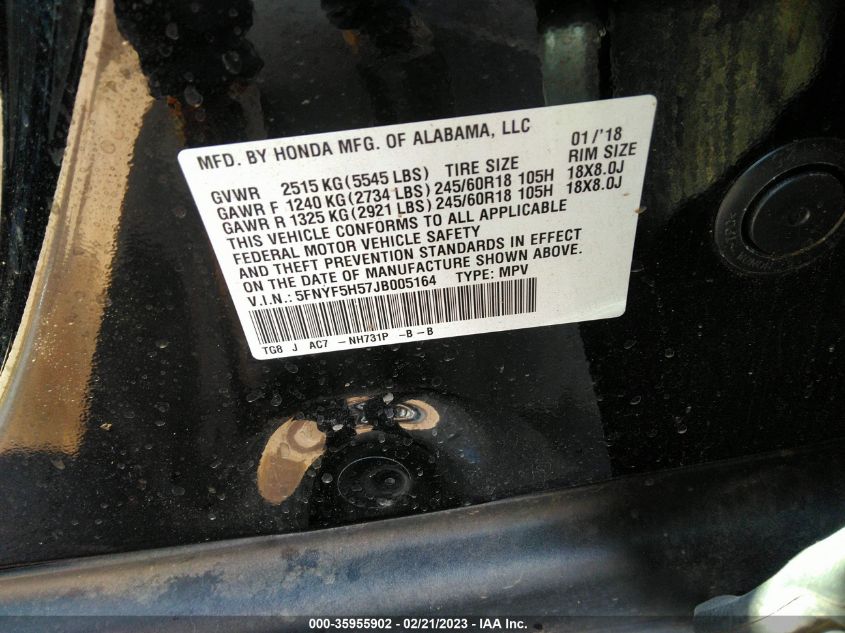 MFD. BY HONDA MFG. OF ALABAMA, LLC 01/'18
GVWR 2515 KG(5545 LBS) TIRE SIZE RIM SIZE
GAWR F 1240 KG(2734 LBS) 245/60R18 105H 18X8.0J
GAWR R 1325 KG(2921 LBS) 245/60R18 105H 18X8.0J
THIS VEHICLE CONFORMS TO ALL APPLICABLE
FEDERAL MOTOR VEHICLE SAFETY
AND THEFT PREVENTION STANDARDS IN EFFECT
ON THE DATE OF MANUFACTURE SHOWN ABOVE.
V.I.N.: 5FNYF5H57JB005164 TYPE: MPV
TG8 J AC7 -NH731P -B-B
000-35955902 - 02/21/2023 - IAA Inc.